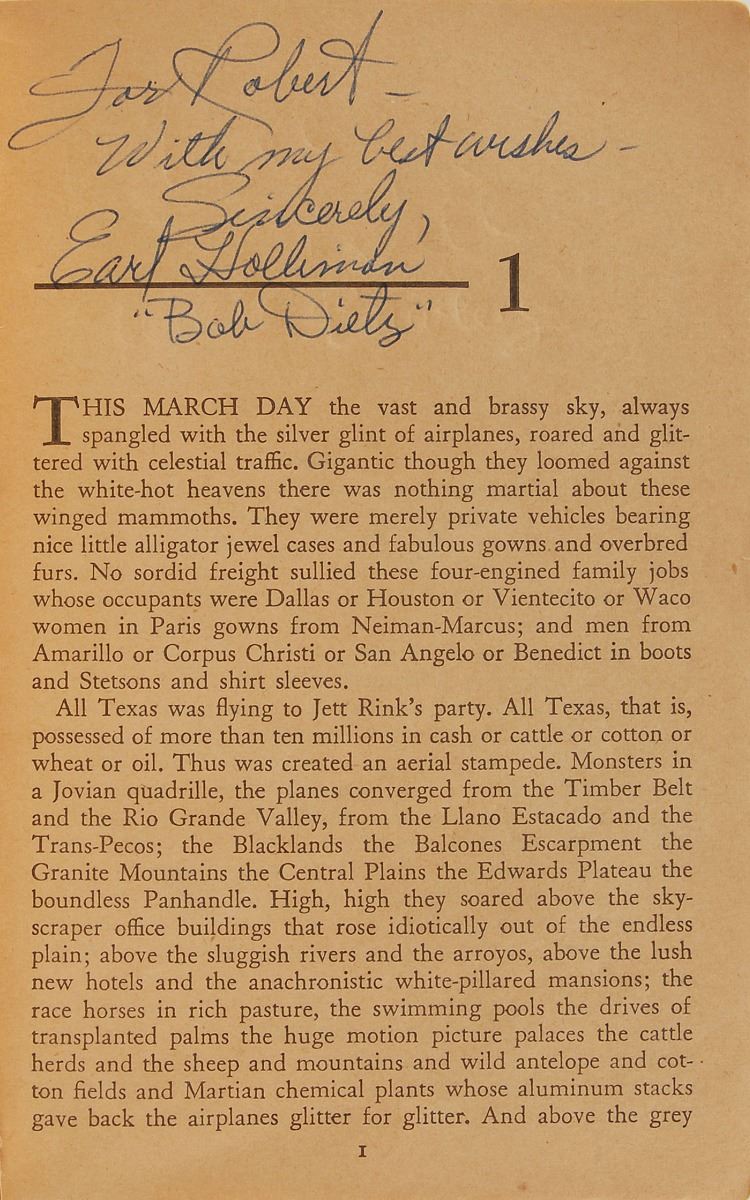 For Robert —
With my best wishes —
Sincerely,
Earl Holliman
"Bob Dietz"
1
THIS MARCH DAY the vast and brassy sky, always
spangled with the silver glint of airplanes, roared and glit-
tered with celestial traffic. Gigantic though they loomed against
the white-hot heavens there was nothing martial about these
winged mammoths. They were merely private vehicles bearing
nice little alligator jewel cases and fabulous gowns and overbred
furs. No sordid freight sullied these four-engined family jobs
whose occupants were Dallas or Houston or Vientecito or Waco
women in Paris gowns from Neiman-Marcus; and men from
Amarillo or Corpus Christi or San Angelo or Benedict in boots
and Stetsons and shirt sleeves.
All Texas was flying to Jett Rink's party. All Texas, that is,
possessed of more than ten millions in cash or cattle or cotton or
wheat or oil. Thus was created an aerial stampede. Monsters in
a Jovian quadrille, the planes converged from the Timber Belt
and the Rio Grande Valley, from the Llano Estacado and the
Trans-Pecos; the Blacklands the Balcones Escarpment the
Granite Mountains the Central Plains the Edwards Plateau the
boundless Panhandle. High, high they soared above the sky-
scraper office buildings that rose idiotically out of the endless
plain; above the sluggish rivers and the arroyos, above the lush
new hotels and the anachronistic white-pillared mansions; the
race horses in rich pasture, the swimming pools the drives of
transplanted palms the huge motion picture palaces the cattle
herds and the sheep and mountains and wild antelope and cot-
ton fields and Martian chemical plants whose aluminum stacks
gave back the airplanes glitter for glitter. And above the grey
1